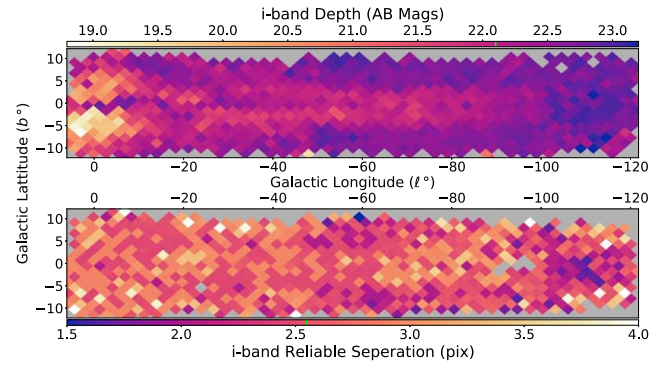 i-band Depth (AB Mags)
19.0 19.5 20.0 20.5 21.0 21.5 22.0 22.5 23.0
10
5
0
−5
−10
0 −20 −40 −60 −80 −100 −120
Galactic Longitude (ℓ°)
Galactic Lattitude (b°)
0 −20 −40 −60 −80 −100 −120
10
5
0
−5
−10
1.5 2.0 2.5 3.0 3.5 4.0
i-band Reliable Seperation (pix)